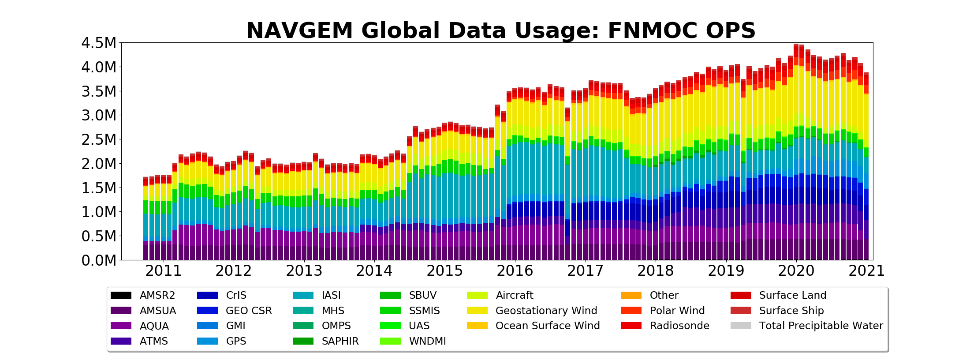 NAVGEM Global Data Usage: FNMOC OPS
4.5M
4.0M
3.5M
3.0M
2.5M
2.0M
1.5M
1.0M
0.5M
0.0M
2011 2012 2013 2014 2015 2016 2017 2018 2019 2020 2021
AMSR2 CrIS IASI SBUV Aircraft Other Surface Land
AMSUA GEO CSR MHS SSMIS Geostationary Wind Polar Wind Surface Ship
AQUA GMI OMPS UAS Ocean Surface Wind Radiosonde Total Precipitable Water
ATMS GPS SAPHIR WNDMI